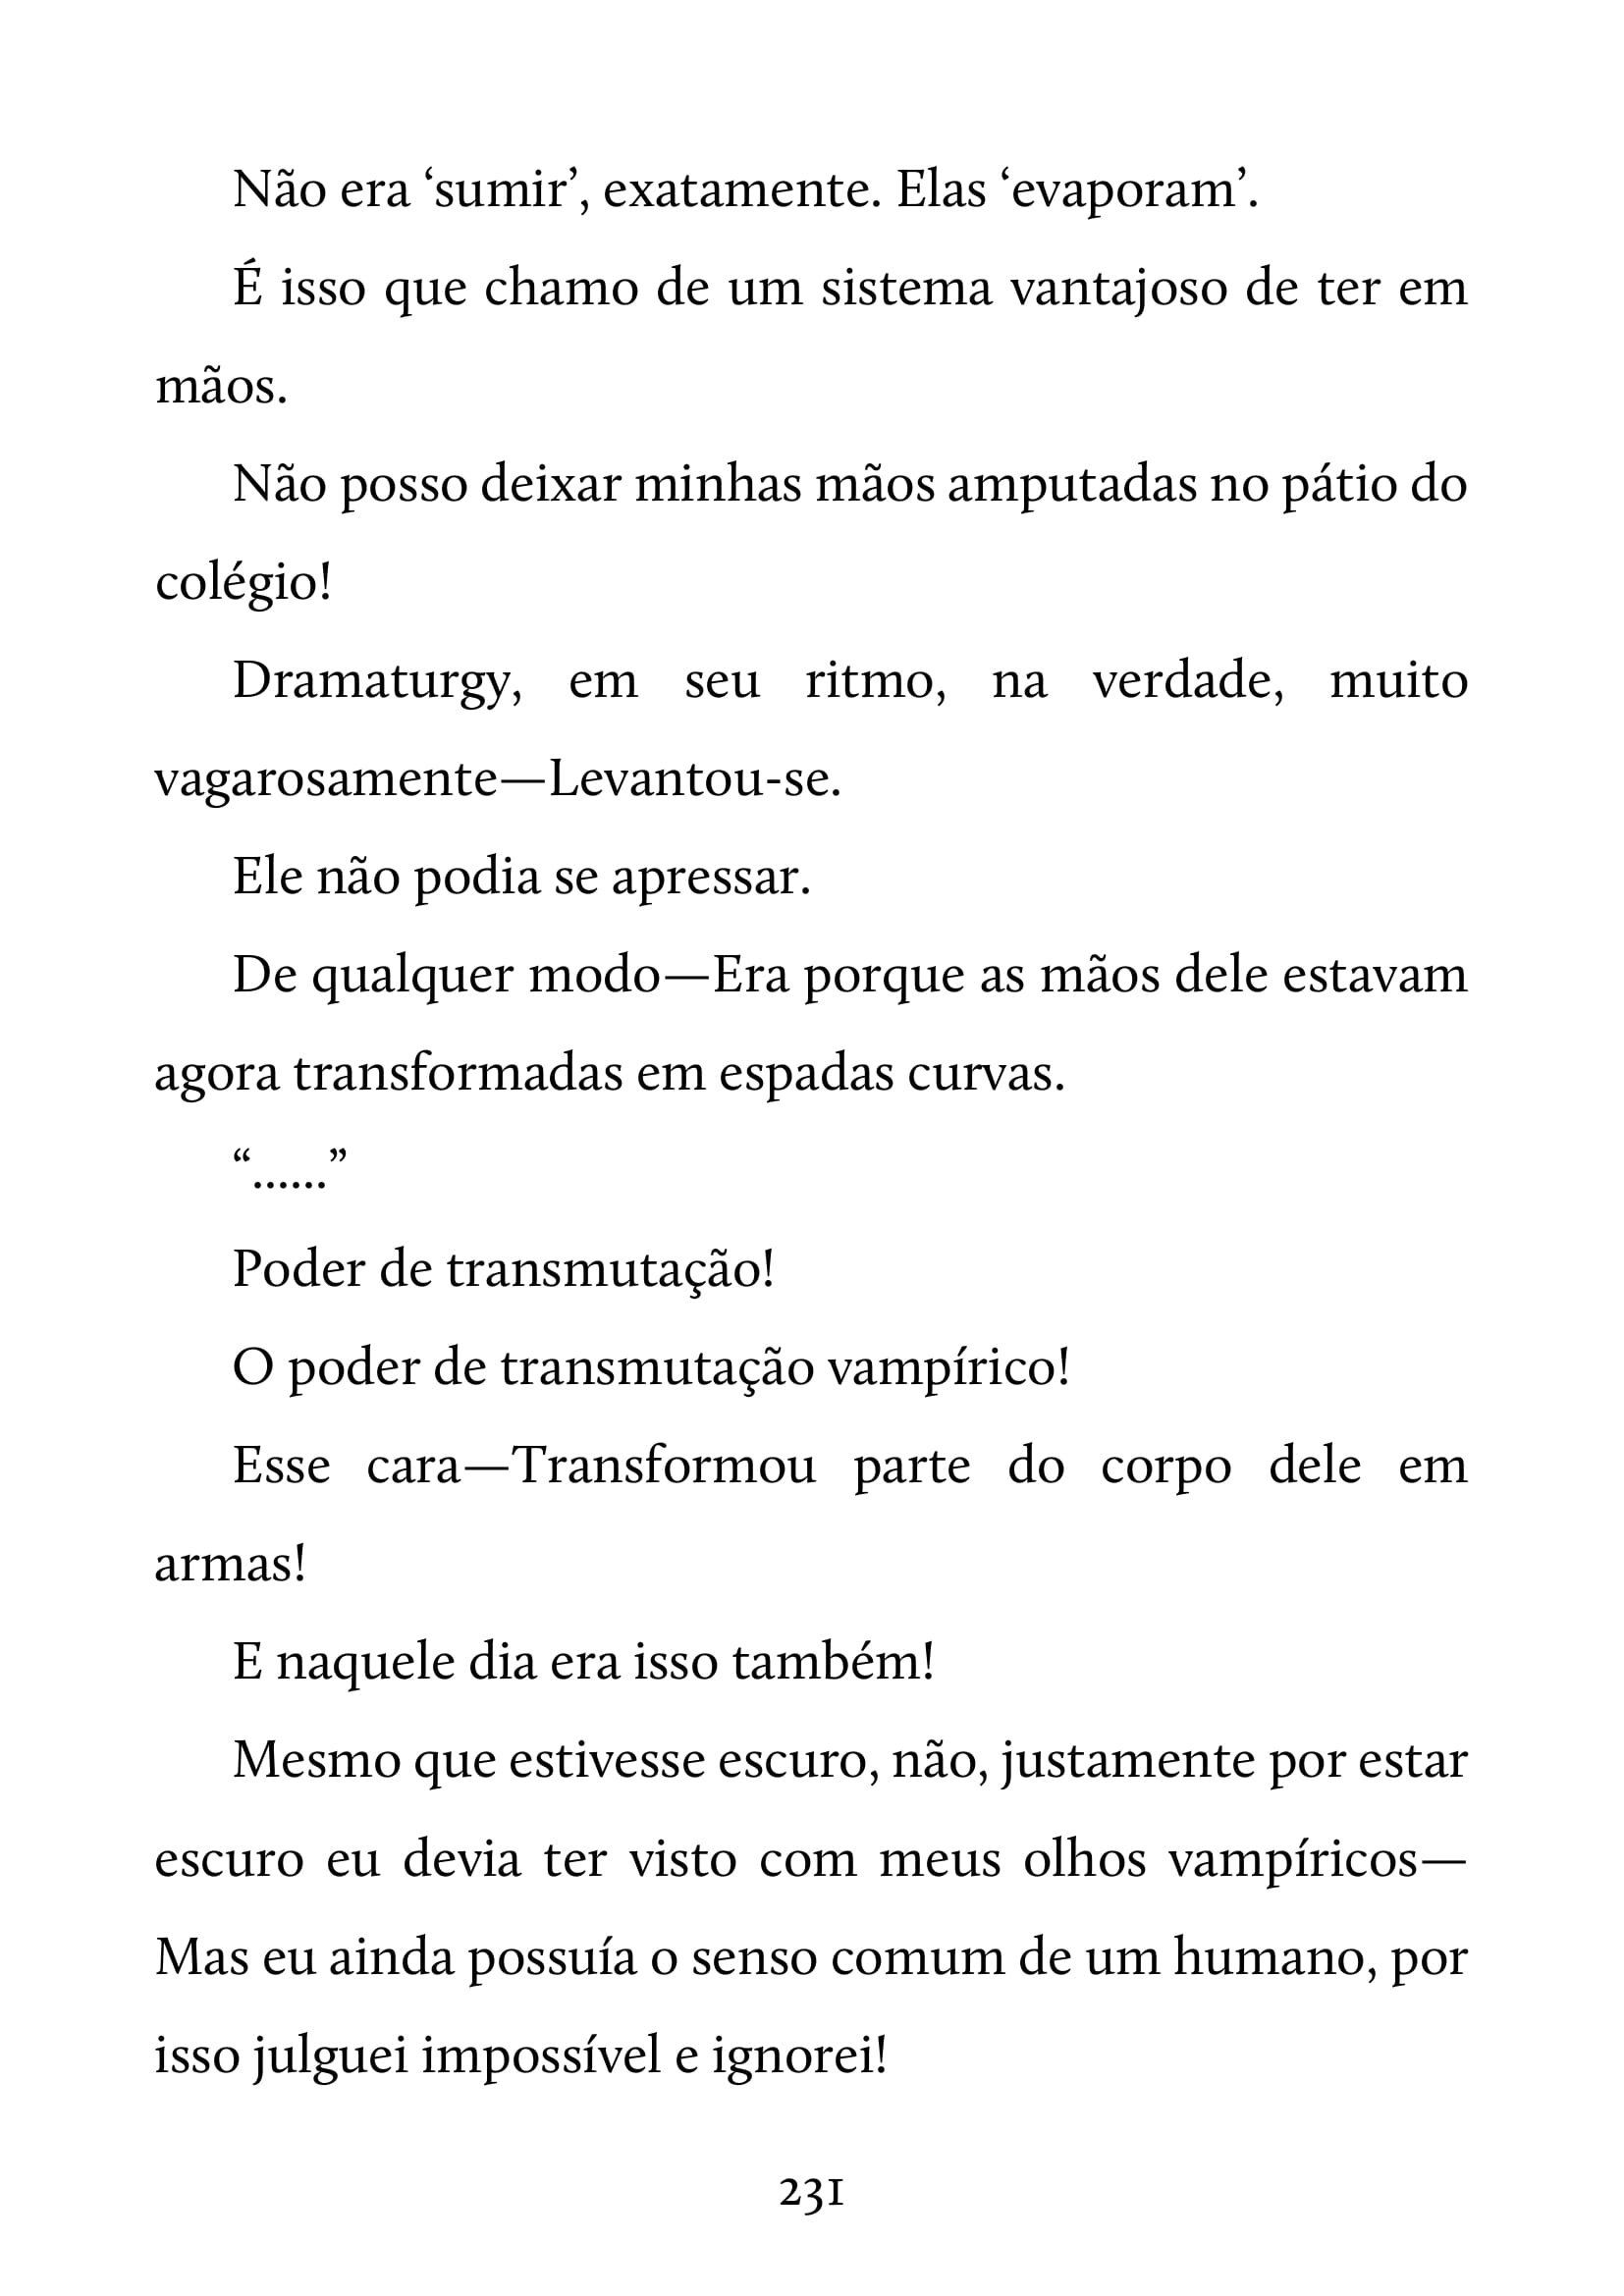 Não era ‘sumir’, exatamente. Elas ‘evaporam’.
É isso que chamo de um sistema vantajoso de ter em
mãos.
Não posso deixar minhas mãos amputadas no pátio do
colégio!
Dramaturgy, em seu ritmo, na verdade, muito
vagarosamente—Levantou-se.
Ele não podia se apressar.
De qualquer modo—Era porque as mãos dele estavam
agora transformadas em espadas curvas.
“......”
Poder de transmutação!
O poder de transmutação vampírico!
Esse cara—Transformou parte do corpo dele em
armas!
E naquele dia era isso também!
Mesmo que estivesse escuro, não, justamente por estar
escuro eu devia ter visto com meus olhos vampíricos—
Mas eu ainda possuía o senso comum de um humano, por
isso julguei impossível e ignorei!
231